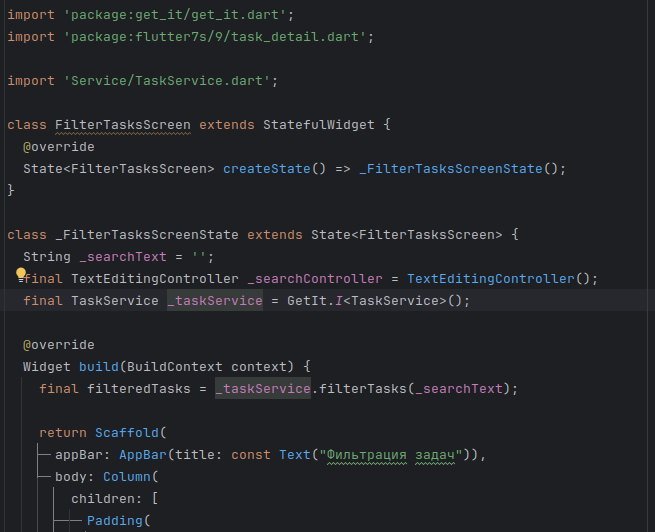 import 'package:get_it/get_it.dart';
import 'package:flutter7s/9/task_detail.dart';
import 'Service/TaskService.dart';
class FilterTasksScreen extends StatefulWidget {
@override
State<FilterTasksScreen> createState() => _FilterTasksScreenState();
}
class _FilterTasksScreenState extends State<FilterTasksScreen> {
String _searchText = '';
final TextEditingController _searchController = TextEditingController();
final TaskService _taskService = GetIt.I<TaskService>();
@override
Widget build(BuildContext context) {
final filteredTasks = _taskService.filterTasks(_searchText);
return Scaffold(
appBar: AppBar(title: const Text("Фильтрация задач")),
body: Column(
children: [
Padding(